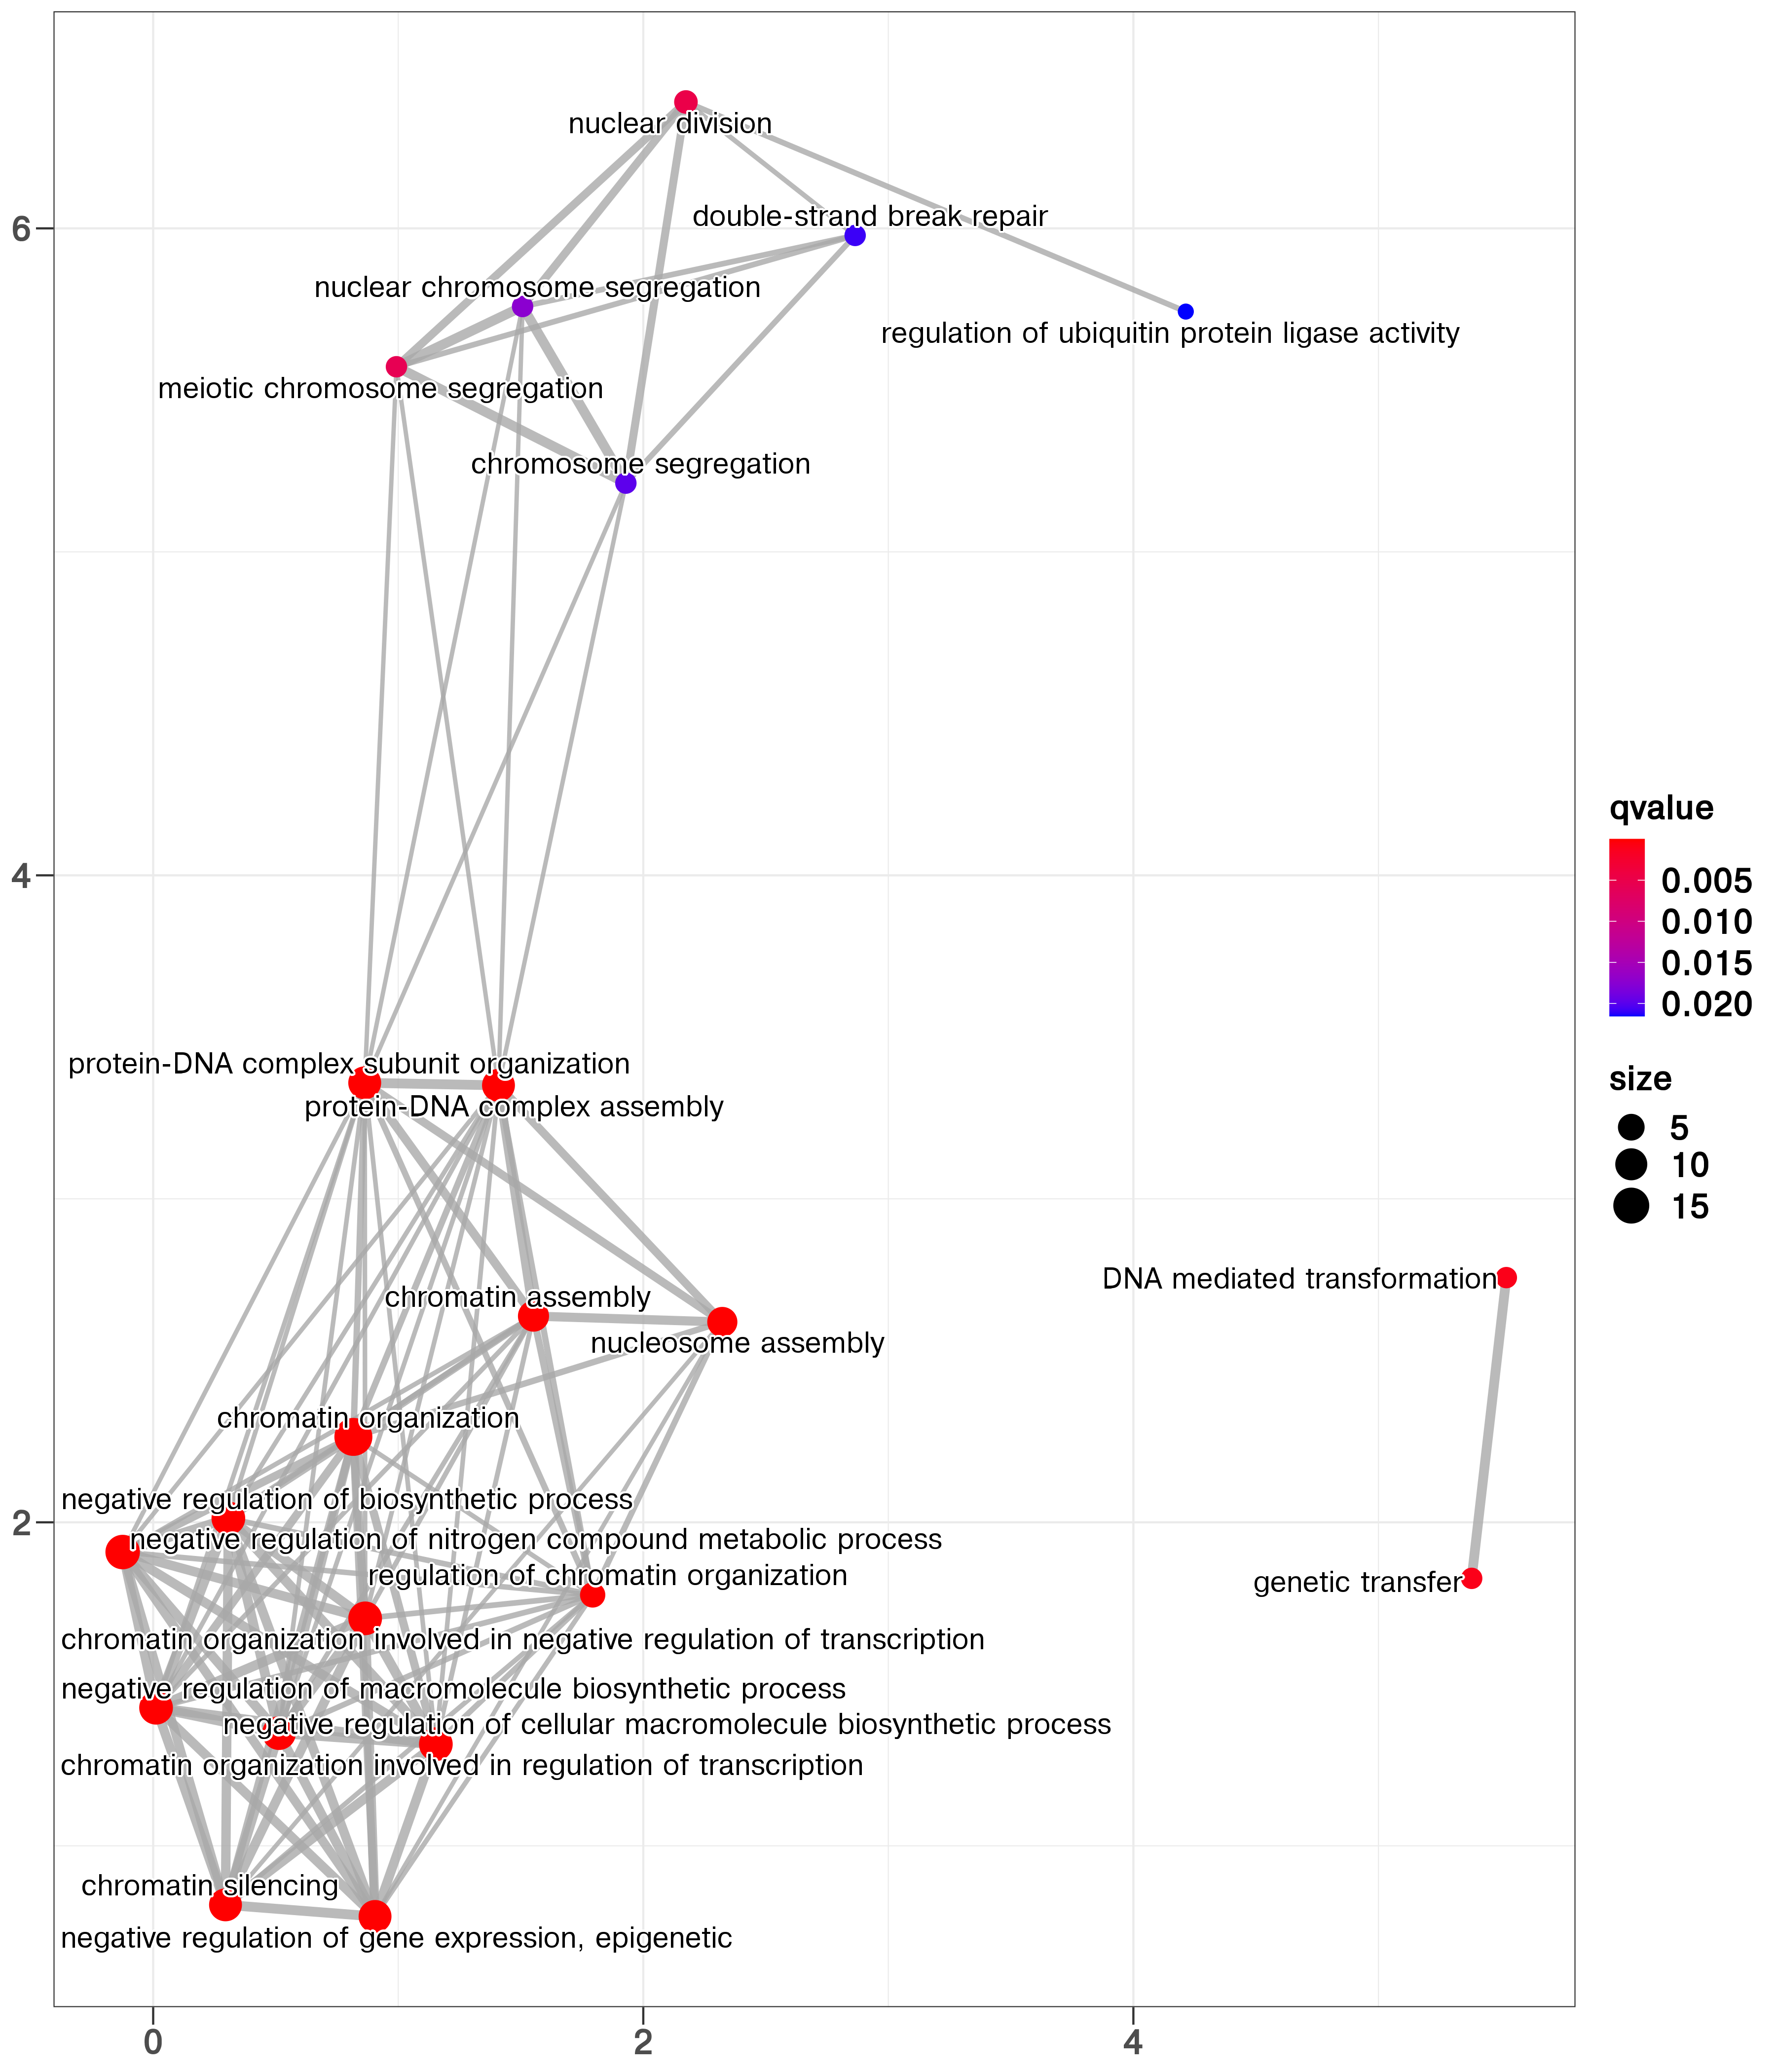 nuclear division
double-strand break repair
6
nuclear chromosome segregation
regulation of ubiquitin protein ligase activity
meiotic chromosome segregation
chromosome segregation
4
protein-DNA complex subunit organization
protein-DNA complex assembly
DNA mediated transformation
chromatin assembly
nucleosome assembly
chromatin organization
negative regulation of biosynthetic process
2
negative regulation of nitrogen compound metabolic process
regulation of chromatin organization
genetic transfer
chromatin organization involved in negative regulation of transcription
negative regulation of macromolecule biosynthetic process
negative regulation of cellular macromolecule biosynthetic process
chromatin organization involved in regulation of transcription
chromatin silencing
negative regulation of gene expression, epigenetic
0
2
4
qvalue
0.005
0.010
0.015
0.020
size
5
10
15